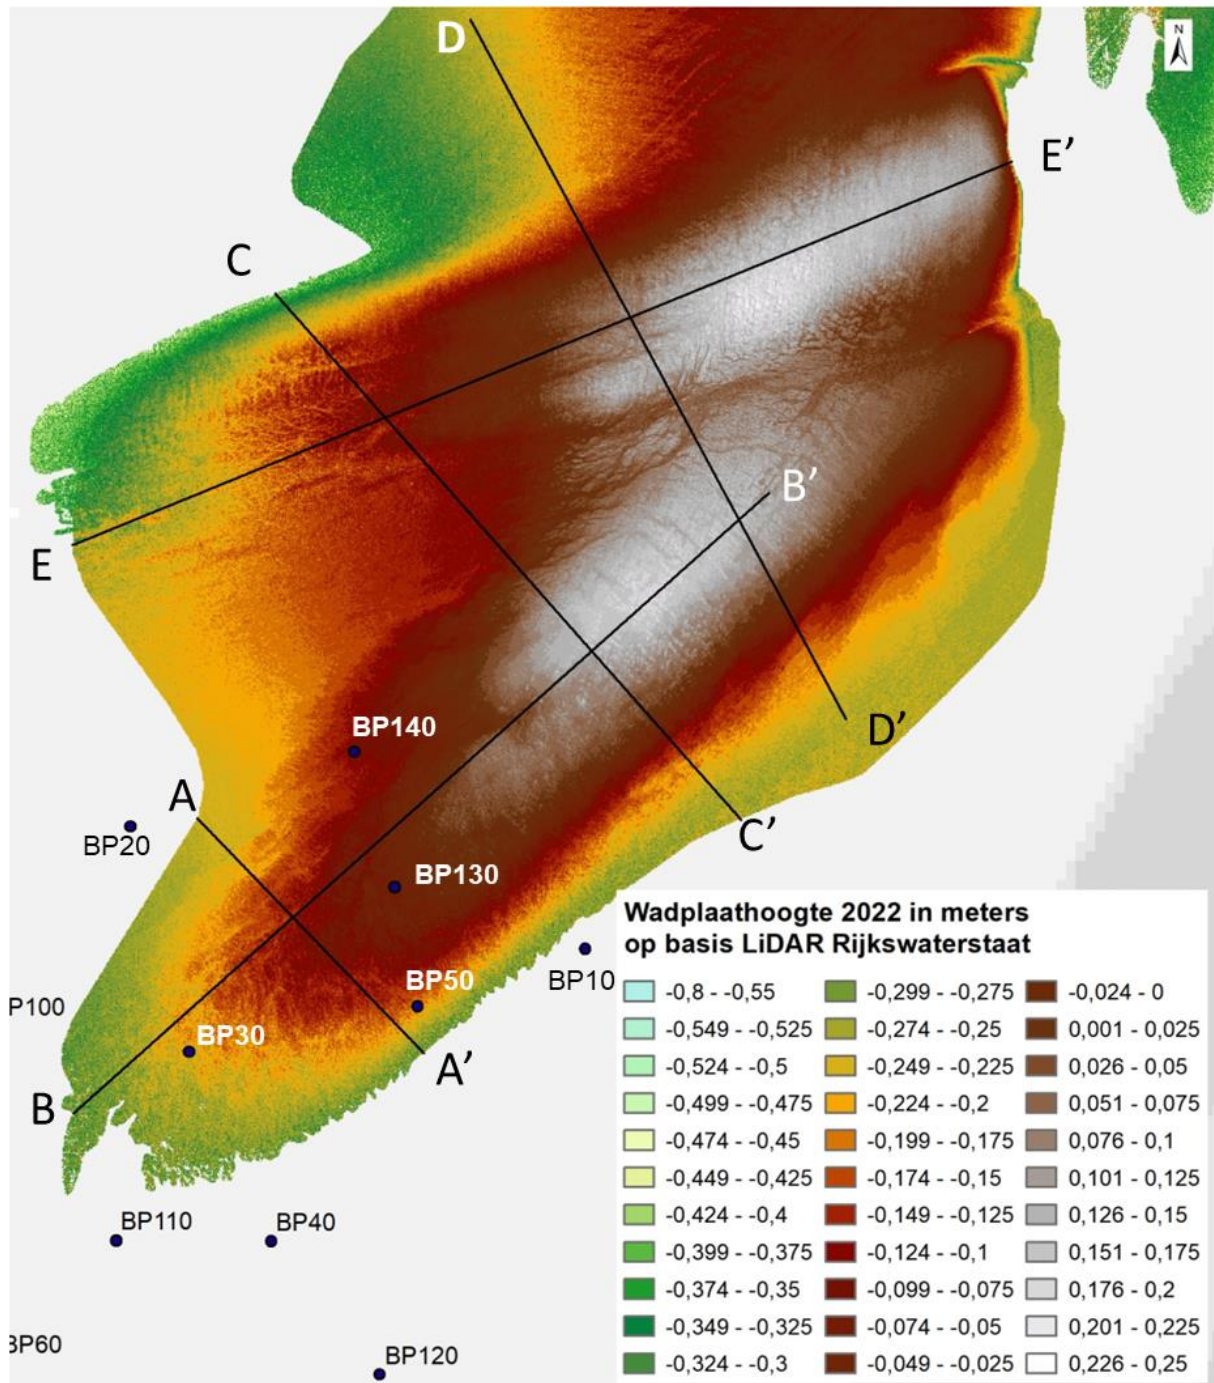 D
N
E’
C
B’
E
BP140
D’
A
C’
BP20
BP130
Wadplaathoogte 2022 in meters
op basis LiDAR Rijkswaterstaat
BP50
BP10
P100
BP30
A’
B
BP110
BP40
BP60
BP120
-0,8 - -0,55
-0,549 - -0,525
-0,524 - -0,5
-0,499 - -0,475
-0,474 - -0,45
-0,449 - -0,425
-0,424 - -0,4
-0,399 - -0,375
-0,374 - -0,35
-0,349 - -0,325
-0,324 - -0,3
-0,299 - -0,275
-0,274 - -0,25
-0,249 - -0,225
-0,224 - -0,2
-0,199 - -0,175
-0,174 - -0,15
-0,149 - -0,125
-0,124 - -0,1
-0,099 - -0,075
-0,074 - -0,05
-0,049 - -0,025
-0,024 - 0
0,001 - 0,025
0,026 - 0,05
0,051 - 0,075
0,076 - 0,1
0,101 - 0,125
0,126 - 0,15
0,151 - 0,175
0,176 - 0,2
0,201 - 0,225
0,226 - 0,25